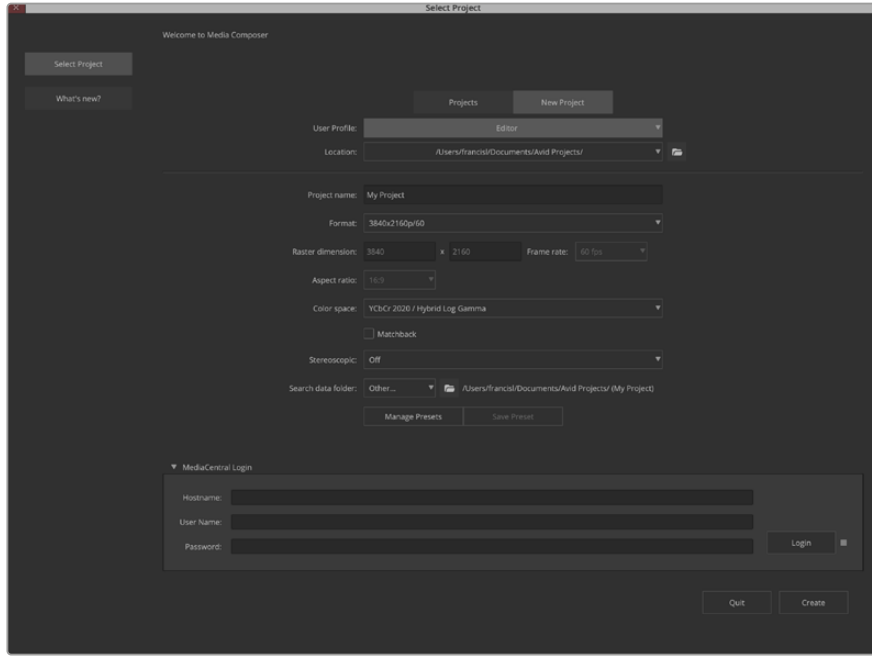 Select Project
Welcome to Media Composer
Select Project
What's new?
Projects New Project
User Profile: Editor
Location: /Users/francisl/Documents/Avid Projects/
Project name: My Project
Format: 3840x2160p/60
Raster dimension: 3840 x 2160 Frame rate: 60 fps
Aspect ratio: 16:9
Color space: YCbCr 2020 / Hybrid Log Gamma
Matchback
Stereoscopic: Off
Search data folder: Other... /Users/francisl/Documents/Avid Projects/ (My Project)
Manage Presets Save Preset
MediaCentral Login
Hostname:
User Name:
Password:
Login
Quit Create